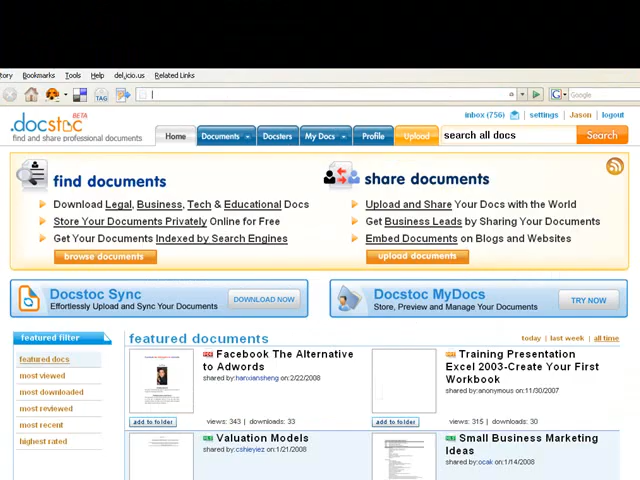 tory Bookmarks Tools Help del.icio.us Related Links
TAG
G Google
BETA
.docstoc
find and share professional documents
inbox (756) settings Jason logout
Home Documents Docsters My Docs Profile Upload search all docs Search
find documents
Download Legal, Business, Tech & Educational Docs
Store Your Documents Privately Online for Free
Get Your Documents Indexed by Search Engines
browse documents
share documents
Upload and Share Your Docs with the World
Get Business Leads by Sharing Your Documents
Embed Documents on Blogs and Websites
upload documents
Docstoc Sync
Effortlessly Upload and Sync Your Documents
DOWNLOAD NOW
Docstoc MyDocs
Store, Preview and Manage Your Documents
TRY NOW
featured filter
featured docs
most viewed
most downloaded
most reviewed
most recent
highest rated
featured documents
today | last week | all time
Facebook The Alternative
to Adwords
shared by:hanxiansheng on:2/22/2008
add to folder
views: 343 | downloads: 33
Training Presentation
Excel 2003-Create Your First
Workbook
shared by:anonymous on:11/30/2007
add to folder
views: 315 | downloads: 30
Valuation Models
shared by:cshieyiez on:1/21/2008
Small Business Marketing
Ideas
shared by:ocak on:1/14/2008